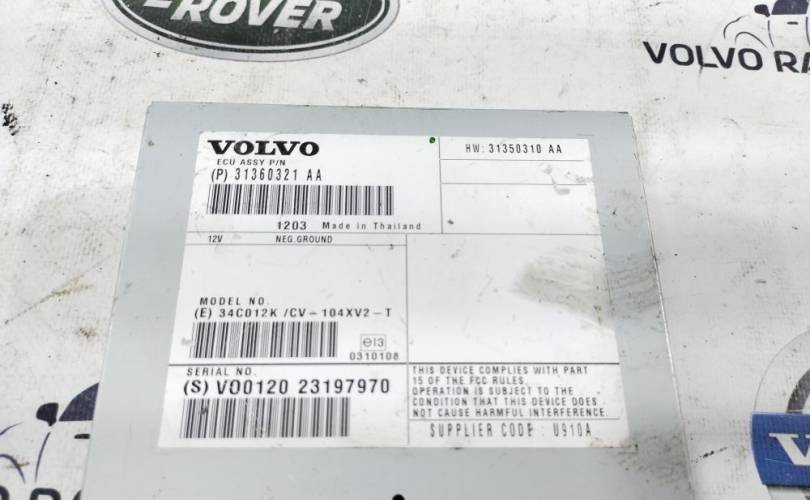 -ROVER
VOLVO RA
VOLVO
ECU ASSY P/N
(P) 31360321 AA
HW: 31350310 AA
1203 Made in Thailand
12V NEG.GROUND
MODEL NO.
(E) 34C012K /CV-104XV2-T
e13
0310108
SERIAL NO.
(S) VO0120 23197970
THIS DEVICE COMPLIES WITH PART
15 OF THE FCC RULES.
OPERATION IS SUBJECT TO THE
CONDITION THAT THIS DEVICE DOES
NOT CAUSE HARMFUL INTERFERENCE.
SUPPLIER CODE : U910A
V